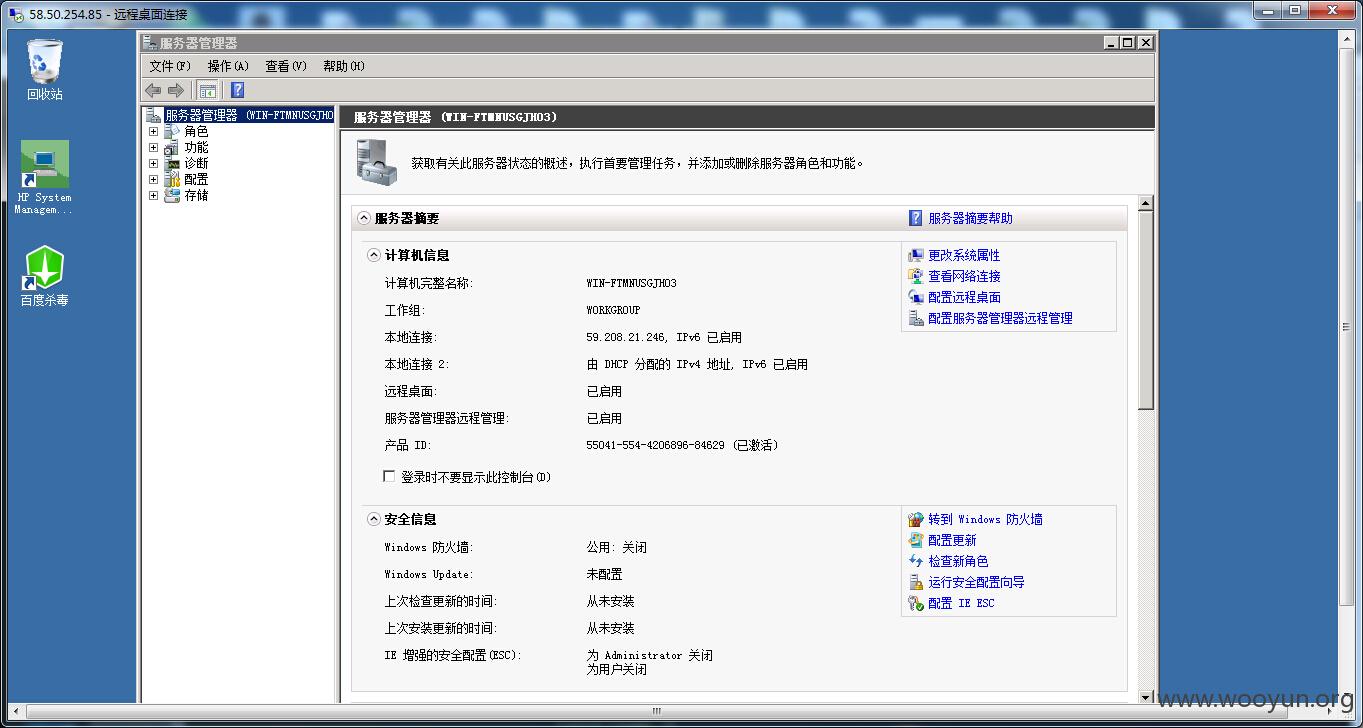 58.50.254.85 - 远程桌面连接
回收站
HP System
Managem...
百度杀毒
服务器管理器
文件(F) 操作(A) 查看(V) 帮助(H)
服务器管理器 (WIN-FTMNUSGJHO
角色
功能
诊断
配置
存储
服务器管理器 (WIN-FTMNUSGJHO3)
获取有关此服务器状态的概述，执行首要管理任务，并添加或删除服务器角色和功能。
服务器摘要
服务器摘要帮助
计算机信息
计算机完整名称: WIN-FTMNUSGJHO3
工作组: WORKGROUP
本地连接: 59.208.21.246, IPv6 已启用
本地连接 2: 由 DHCP 分配的 IPv4 地址, IPv6 已启用
远程桌面: 已启用
服务器管理器远程管理: 已启用
产品 ID: 55041-554-4206896-84629 (已激活)
登录时不要显示此控制台(D)
更改系统属性
查看网络连接
配置远程桌面
配置服务器管理器远程管理
安全信息
Windows 防火墙: 公用: 关闭
Windows Update: 未配置
上次检查更新的时间: 从未安装
上次安装更新的时间: 从未安装
IE 增强的安全配置(ESC): 为 Administrator 关闭
为用户关闭
转到 Windows 防火墙
配置更新
检查新角色
运行安全配置向导
配置 IE ESC
www.wooyun.org